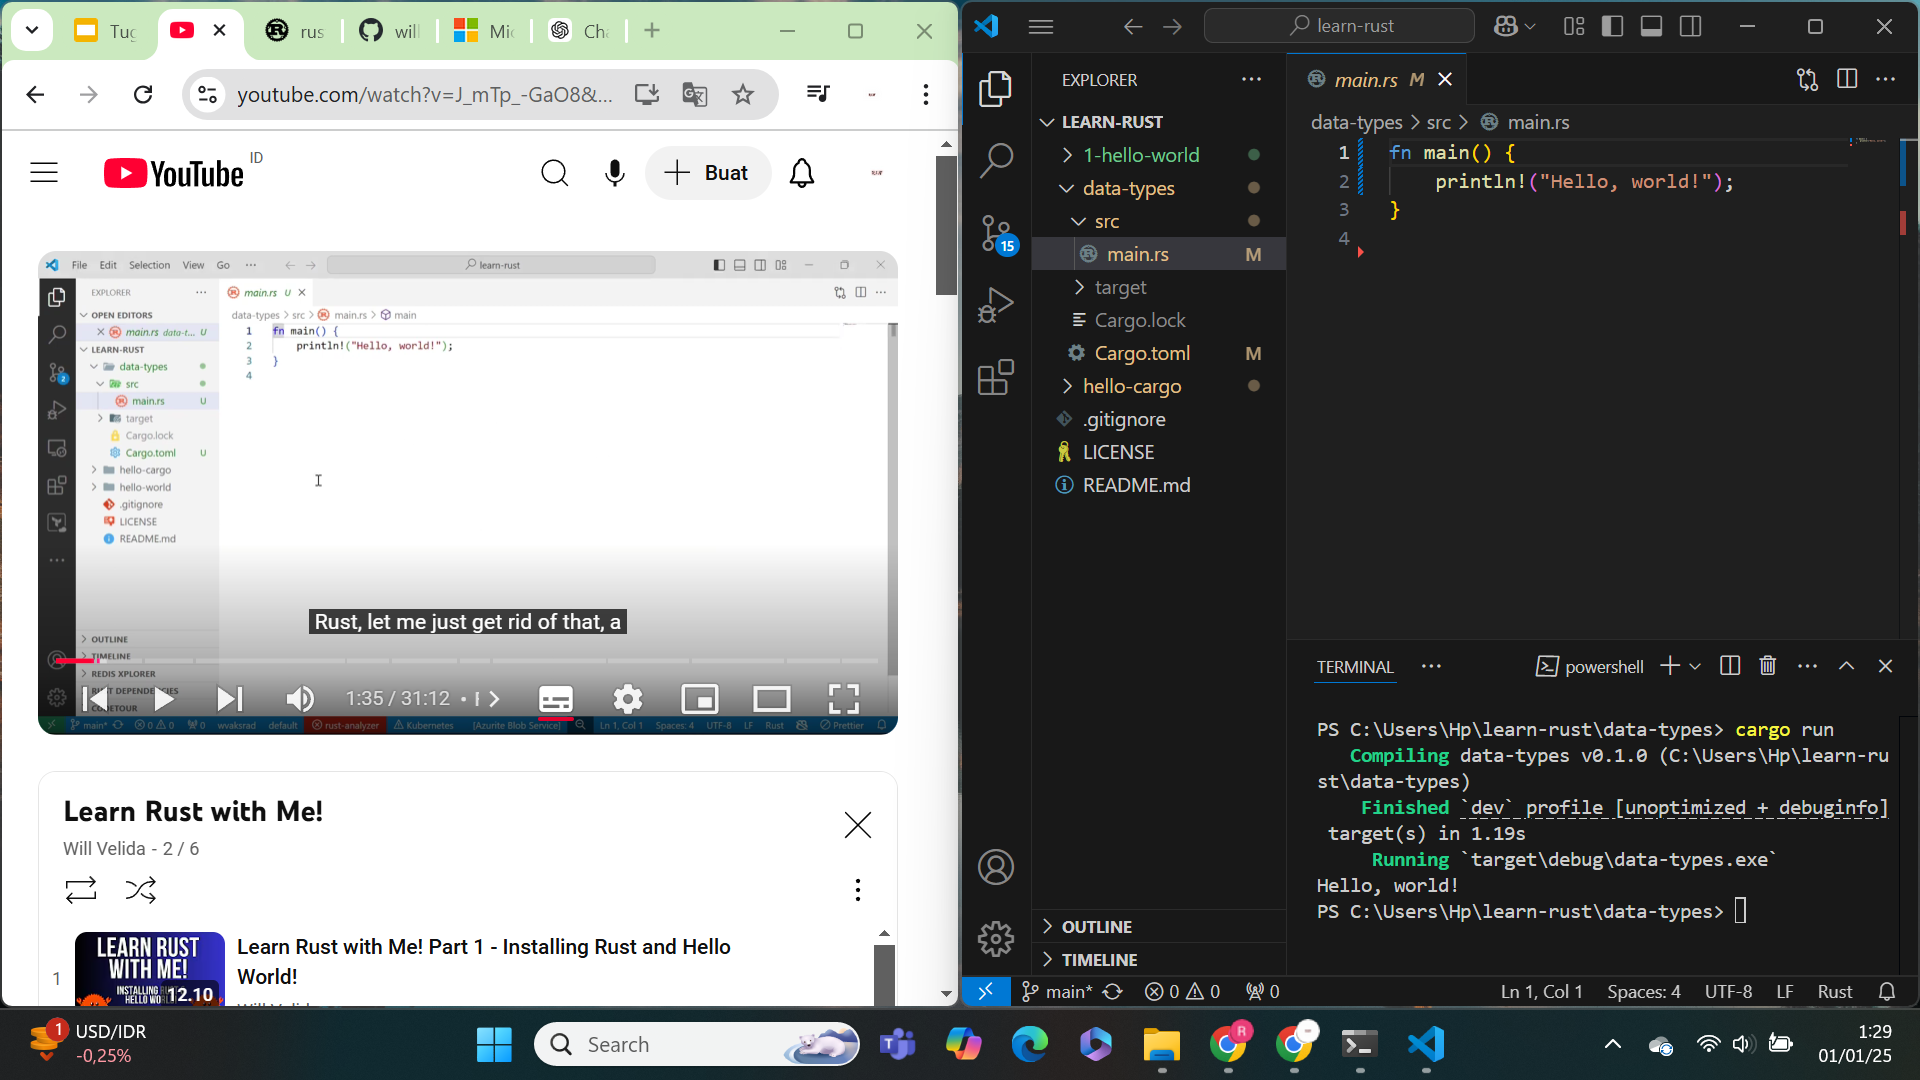 Tug
rus
will
Mic
Cha
youtube.com/watch?v=J_mTp_-GaO8&...
YouTube ID
Buat
File Edit Selection View Go ···
learn-rust
EXPLORER
main.rs U
OPEN EDITORS
main.rs data-t... U
LEARN-RUST
data-types
src
main.rs U
target
Cargo.lock
Cargo.toml U
hello-cargo
hello-world
.gitignore
LICENSE
README.md
data-types > src > main.rs > main
1 fn main() {
2 println!("Hello, world!");
3 }
4
Rust, let me just get rid of that, a
OUTLINE
TIMELINE
REDIS XPLORER
RUST DEPENDENCIES
CODETOUR
1:35 / 31:12 •
main* 0 0 0 wvaksrad default rust-analyzer Kubernetes [Azurite Blob Service] Ln 1, Col 1 Spaces: 4 UTF-8 LF Rust Prettier
Learn Rust with Me!
Will Velida - 2 / 6
1
LEARN RUST
WITH ME!
12.10
Learn Rust with Me! Part 1 - Installing Rust and Hello
World!
Will Velida
learn-rust
EXPLORER
LEARN-RUST
1-hello-world
data-types
src
main.rs M
target
Cargo.lock
Cargo.toml M
hello-cargo
.gitignore
LICENSE
README.md
OUTLINE
TIMELINE
15
main.rs M
data-types > src > main.rs
1 fn main() {
2 println!("Hello, world!");
3 }
4
TERMINAL
powershell
PS C:\Users\Hp\learn-rust\data-types> cargo run
Compiling data-types v0.1.0 (C:\Users\Hp\learn-ru
st\data-types)
Finished `dev` profile [unoptimized + debuginfo]
target(s) in 1.19s
Running `target\debug\data-types.exe`
Hello, world!
PS C:\Users\Hp\learn-rust\data-types>
main* 0 0 0
Ln 1, Col 1 Spaces: 4 UTF-8 LF Rust
1
USD/IDR
-0,25%
Search
R
1:29
01/01/25